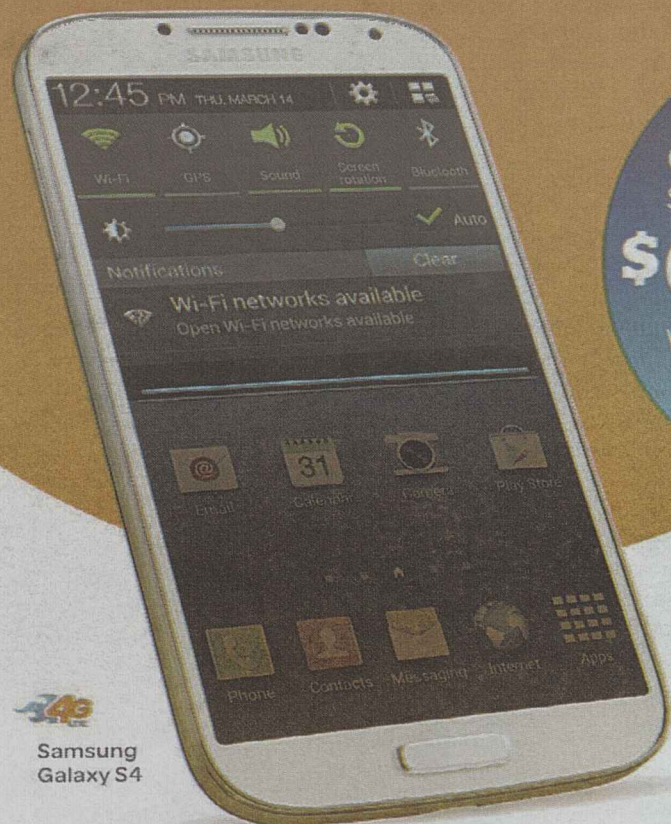 SAMSUNG
12:45 PM THU, MARCH 14
Wi-Fi GPS Sound Screen rotation Bluetooth
Auto
Notifications Clear
Wi-Fi networks available
Open Wi-Fi networks available
@ 31
Email Calendar Camera Play Store
Phone Contacts Messaging Internet Apps
$
4G
LTE
Samsung
Galaxy S4